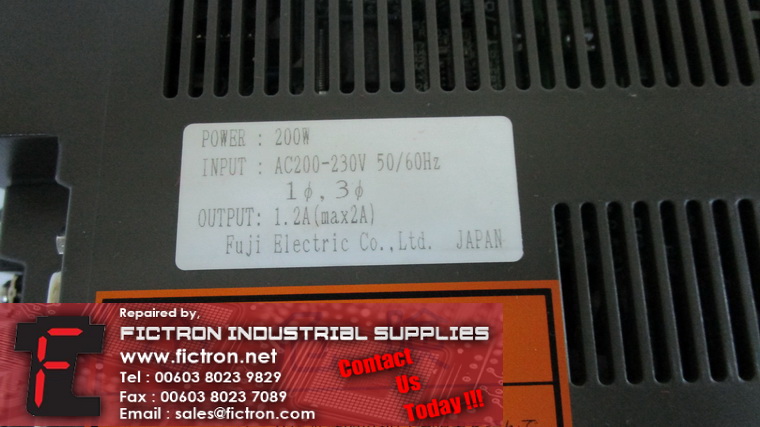 POWER : 200W
INPUT : AC200-230V 50/60Hz
1ϕ, 3ϕ
OUTPUT: 1.2A(max2A)
Fuji Electric Co.,Ltd. JAPAN
Repaired by,
FICTRON INDUSTRIAL SUPPLIES
www.fictron.net
Tel : 00603 8023 9829
Fax : 00603 8023 7089
Email : sales@fictron.com
Contact
Us
Today !!!